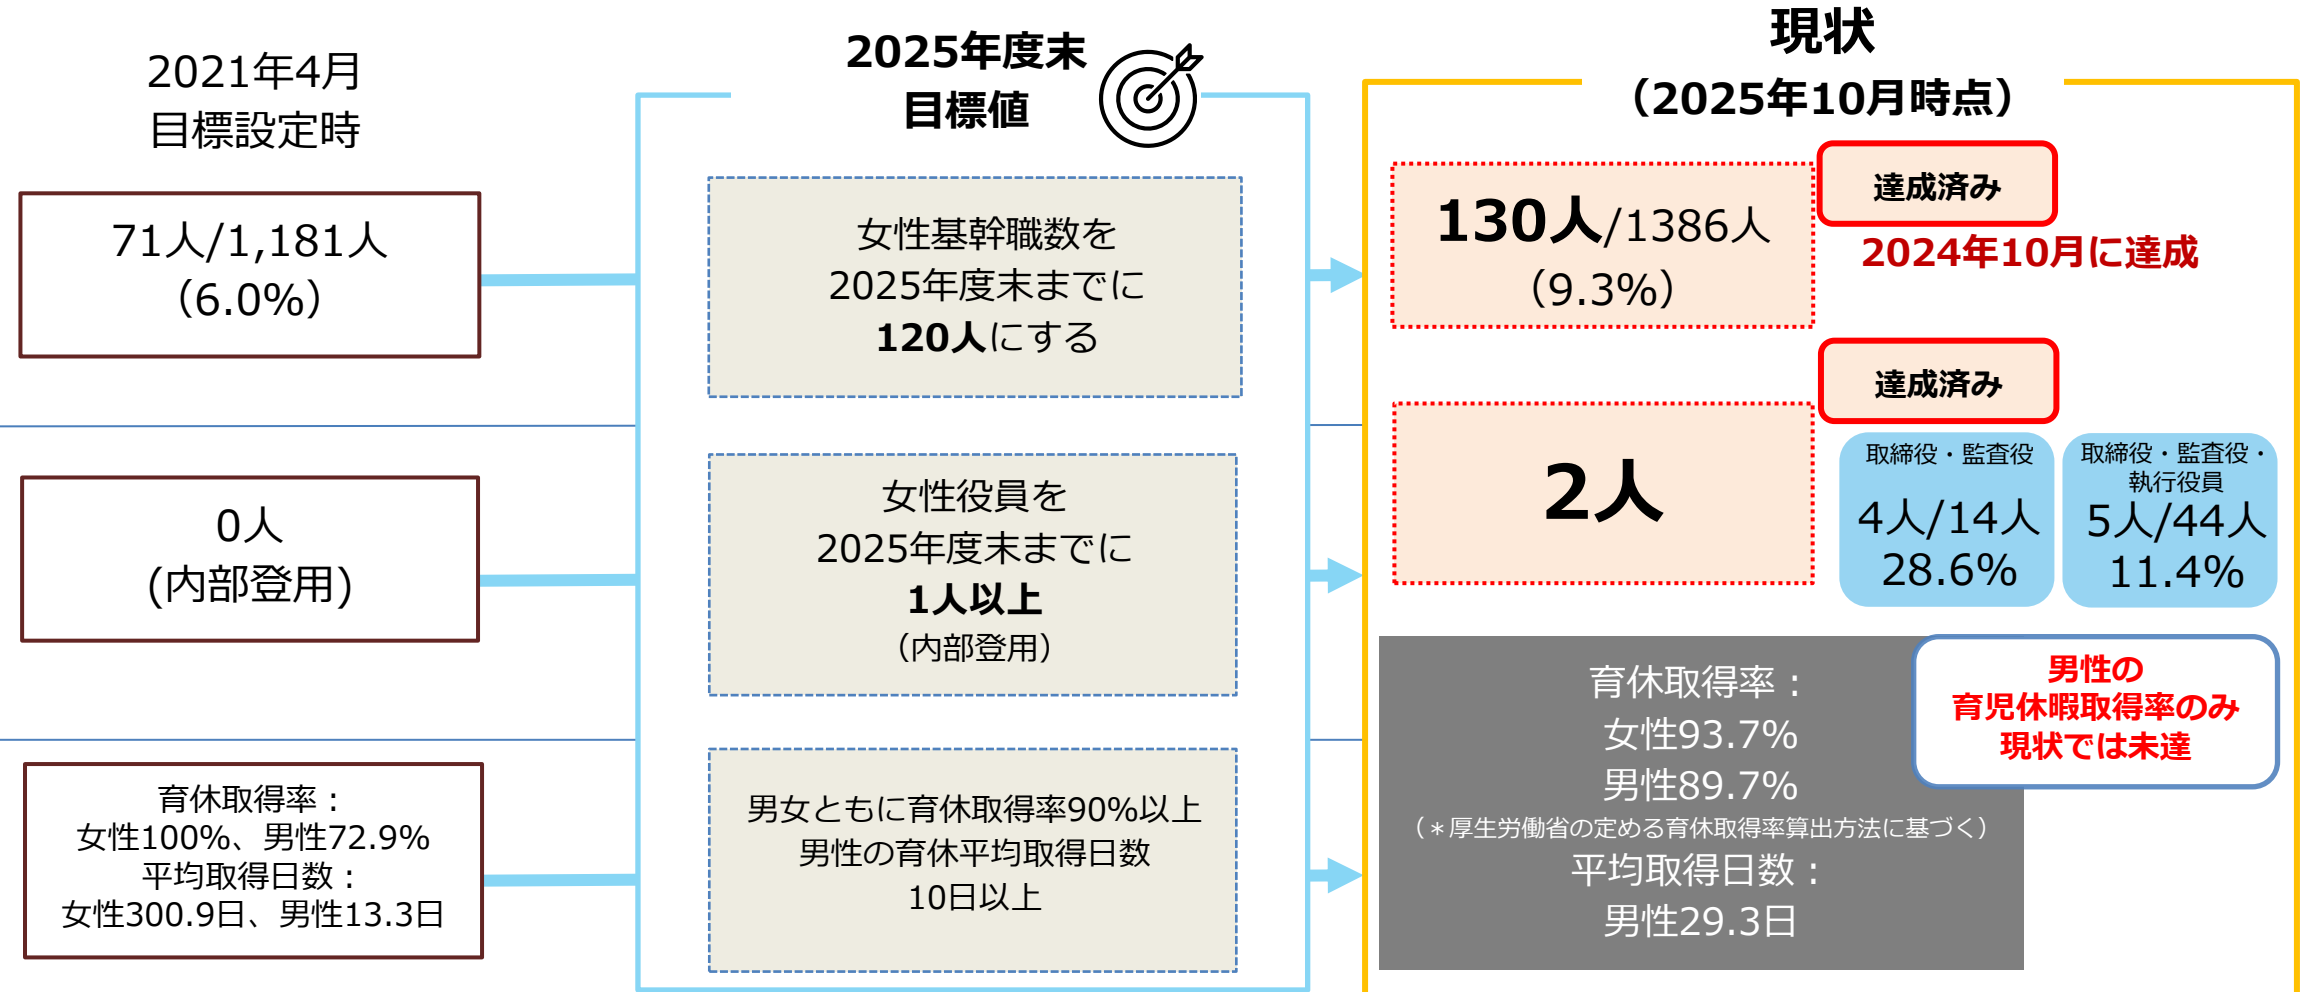 2021年4月
目標設定時
71人/1,181人
（6.0%）
0人
(内部登用)
育休取得率：
女性100%、男性72.9%
平均取得日数：
女性300.9日、男性13.3日
2025年度末
目標値
女性基幹職数を
2025年度末までに
120人にする
女性役員を
2025年度末までに
1人以上
（内部登用）
男女ともに育休取得率90%以上
男性の育休平均取得日数
10日以上
現状
（2025年10月時点）
130人/1386人
（9.3%）
達成済み
2024年10月に達成
2人
達成済み
取締役・監査役
4人/14人
28.6%
取締役・監査役・
執行役員
5人/44人
11.4%
育休取得率：
女性93.7%
男性89.7%
（＊厚生労働省の定める育休取得率算出方法に基づく）
平均取得日数：
男性29.3日
男性の
育児休暇取得率のみ
現状では未達